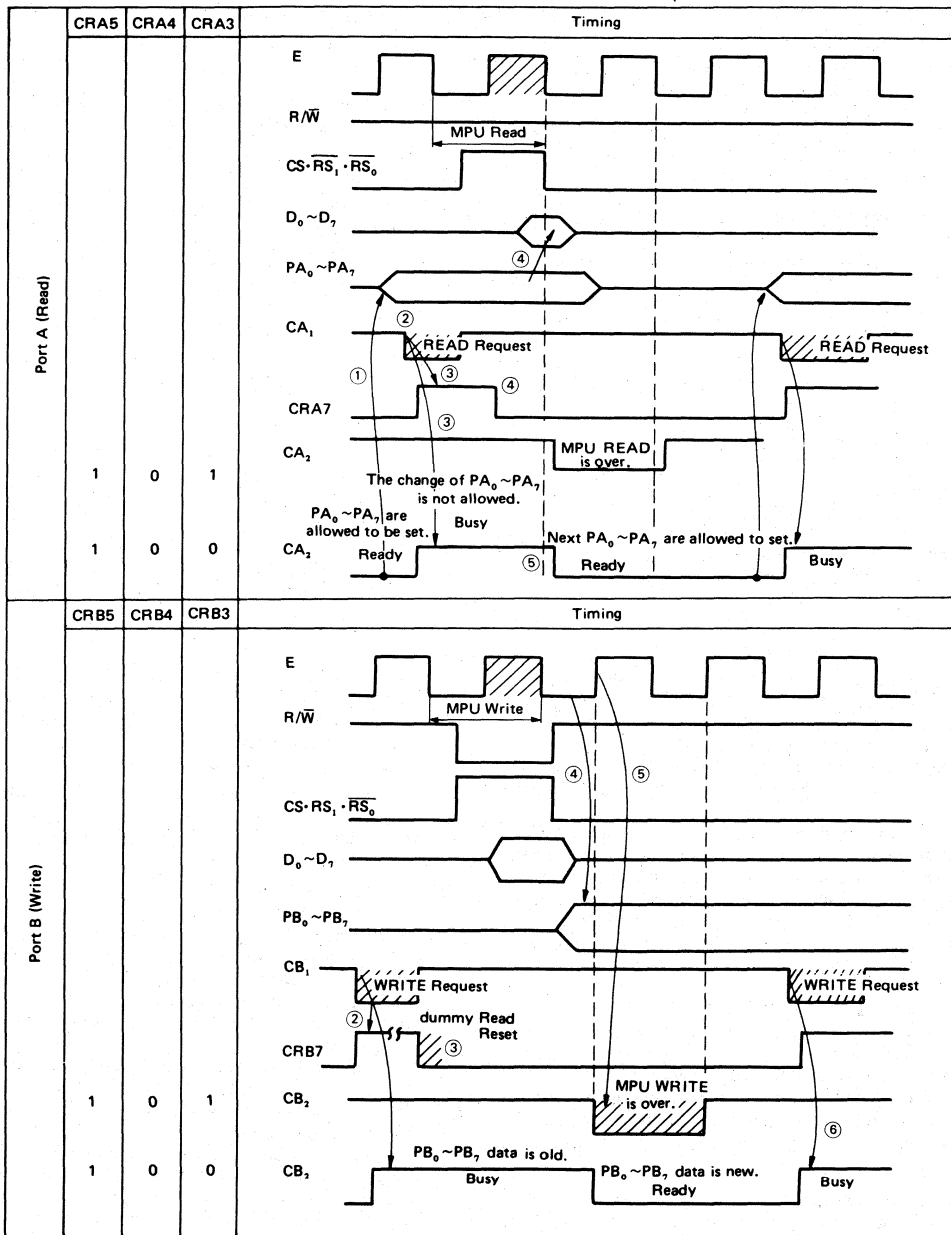 CRA5 CRA4 CRA3 Timing
Port A (Read)
E
R/W̅
MPU Read
CS·R̅S̅₁·R̅S̅₀
D₀~D₇
④
PA₀~PA₇
CA₁
②
READ Request
READ Request
①
③
④
CRA7
③
CA₂
MPU READ
is over.
1 0 1
The change of PA₀~PA₇
is not allowed.
PA₀~PA₇ are
allowed to be set.
Busy
Next PA₀~PA₇ are allowed to set.
1 0 0 CA₂
Ready
⑤
Ready
Busy
CRB5 CRB4 CRB3 Timing
Port B (Write)
E
MPU Write
R/W̅
④ ⑤
CS·RS₁·R̅S̅₀
D₀~D₇
PB₀~PB₇
CB₁
WRITE Request
WRITE Request
②
dummy Read
Reset
CRB7
③
MPU WRITE
is over.
1 0 1 CB₂
⑥
PB₀~PB₇ data is old.
Busy
1 0 0 CB₂
PB₀~PB₇ data is new.
Ready
Busy